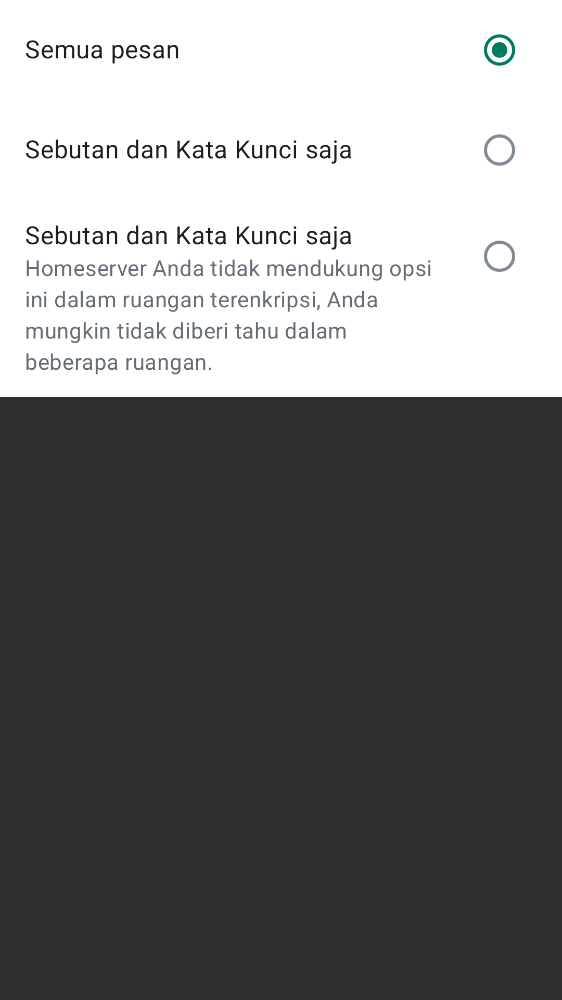 Semua pesan
Sebutan dan Kata Kunci saja
Sebutan dan Kata Kunci saja
Homeserver Anda tidak mendukung opsi
ini dalam ruangan terenkripsi, Anda
mungkin tidak diberi tahu dalam
beberapa ruangan.